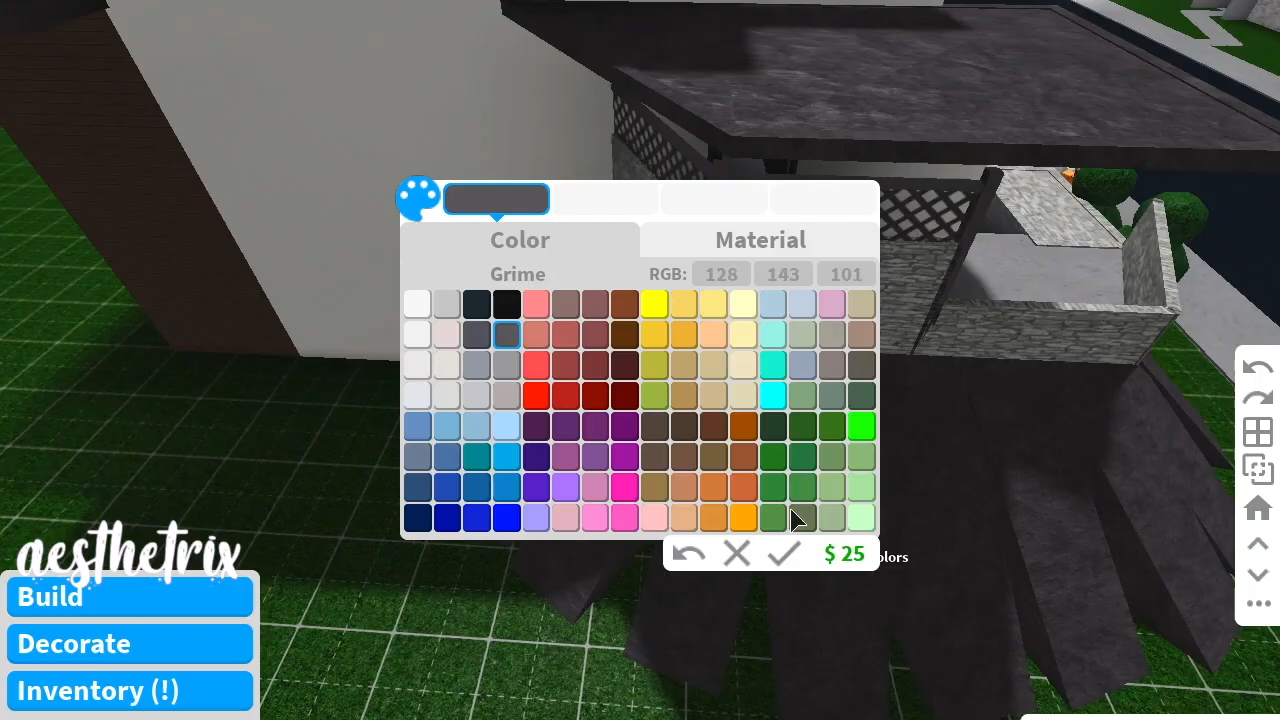 Color
Material
Grime
RGB: 128 143 101
$ 25
olors
aesthetrix
Build
Decorate
Inventory (!)